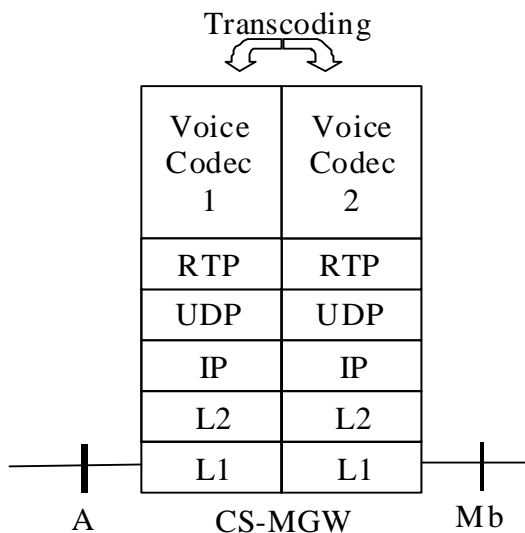 Transcoding
Voice Codec 1
Voice Codec 2
RTP RTP
UDP UDP
IP IP
L2 L2
L1 L1
A CS-MGW Mb